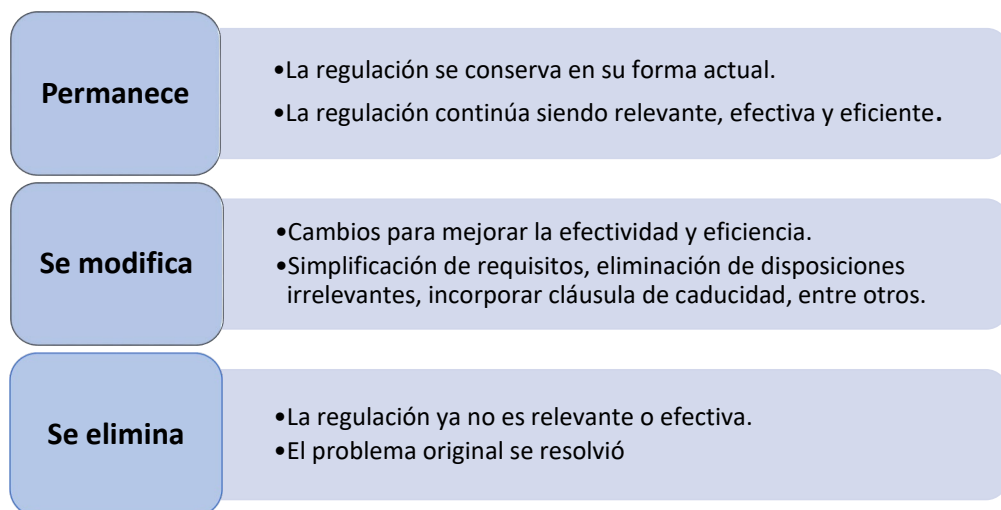 Permanece
•La regulación se conserva en su forma actual.
•La regulación continúa siendo relevante, efectiva y eficiente.
Se modifica
•Cambios para mejorar la efectividad y eficiencia.
•Simplificación de requisitos, eliminación de disposiciones
irrelevantes, incorporar cláusula de caducidad, entre otros.
Se elimina
•La regulación ya no es relevante o efectiva.
•El problema original se resolvió